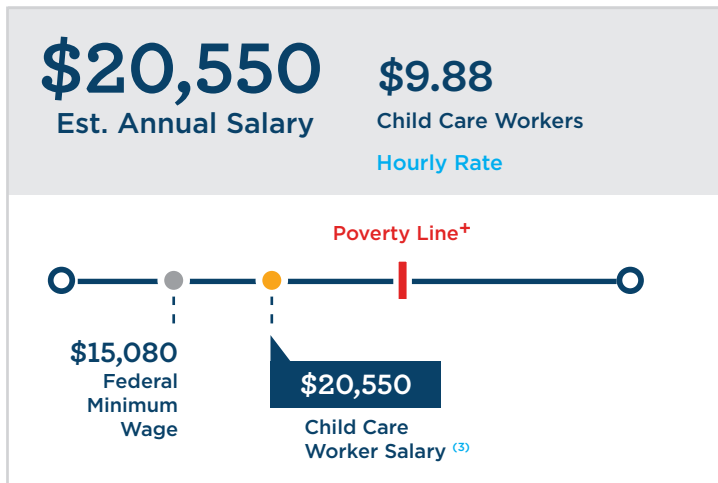 $20,550
Est. Annual Salary
$9.88
Child Care Workers
Hourly Rate
Poverty Line+
$15,080
Federal
Minimum
Wage
$20,550
Child Care
Worker Salary (3)